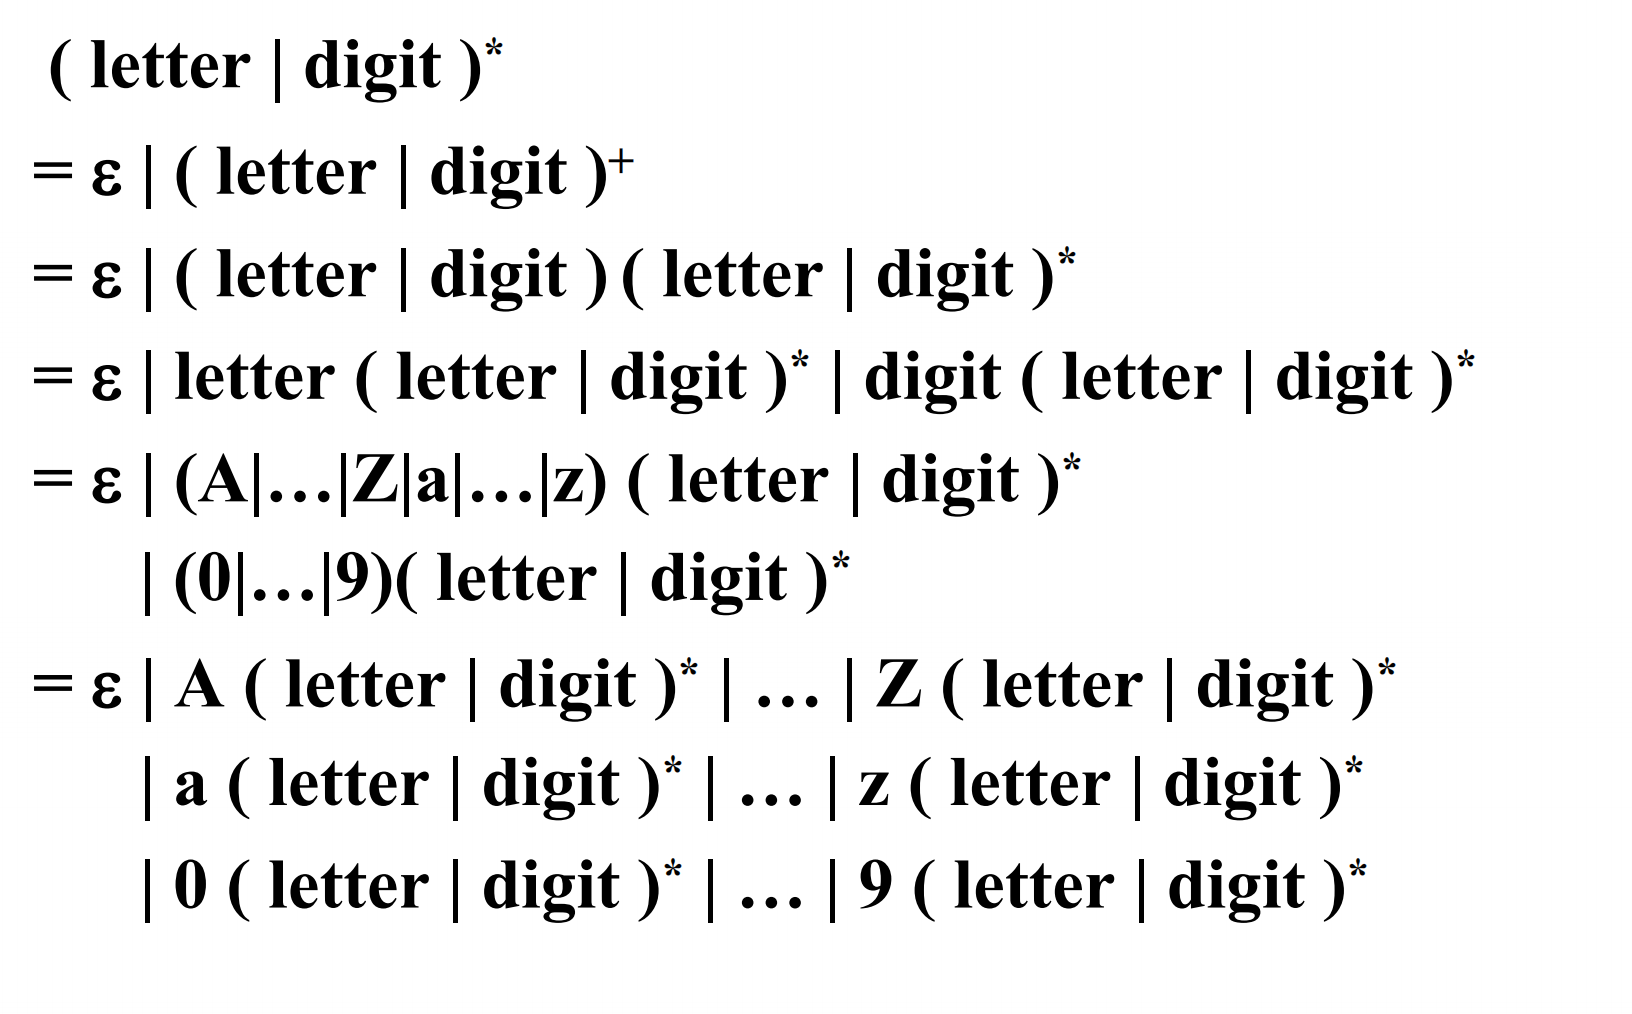 ( letter | digit )*
= ε | ( letter | digit )+
= ε | ( letter | digit ) ( letter | digit )*
= ε | letter ( letter | digit )* | digit ( letter | digit )*
= ε | (A|…|Z|a|…|z) ( letter | digit )*
| (0|…|9)( letter | digit )*
= ε | A ( letter | digit )* | … | Z ( letter | digit )*
| a ( letter | digit )* | … | z ( letter | digit )*
| 0 ( letter | digit )* | … | 9 ( letter | digit )*